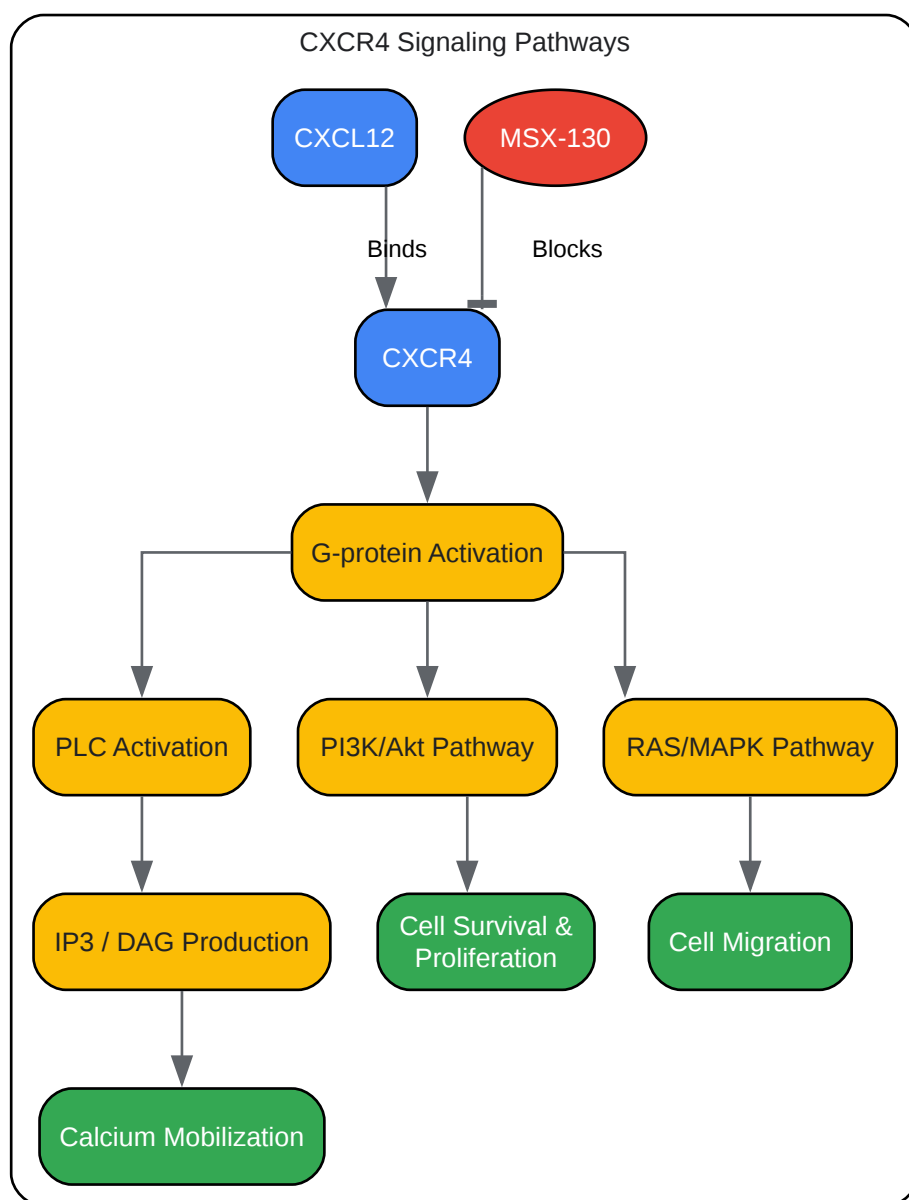 CXCR4 Signaling Pathways
CXCL12
MSX-130
Binds
Blocks
CXCR4
G-protein Activation
PLC Activation
PI3K/Akt Pathway
RAS/MAPK Pathway
IP3 / DAG Production
Cell Survival &
Proliferation
Cell Migration
Calcium Mobilization